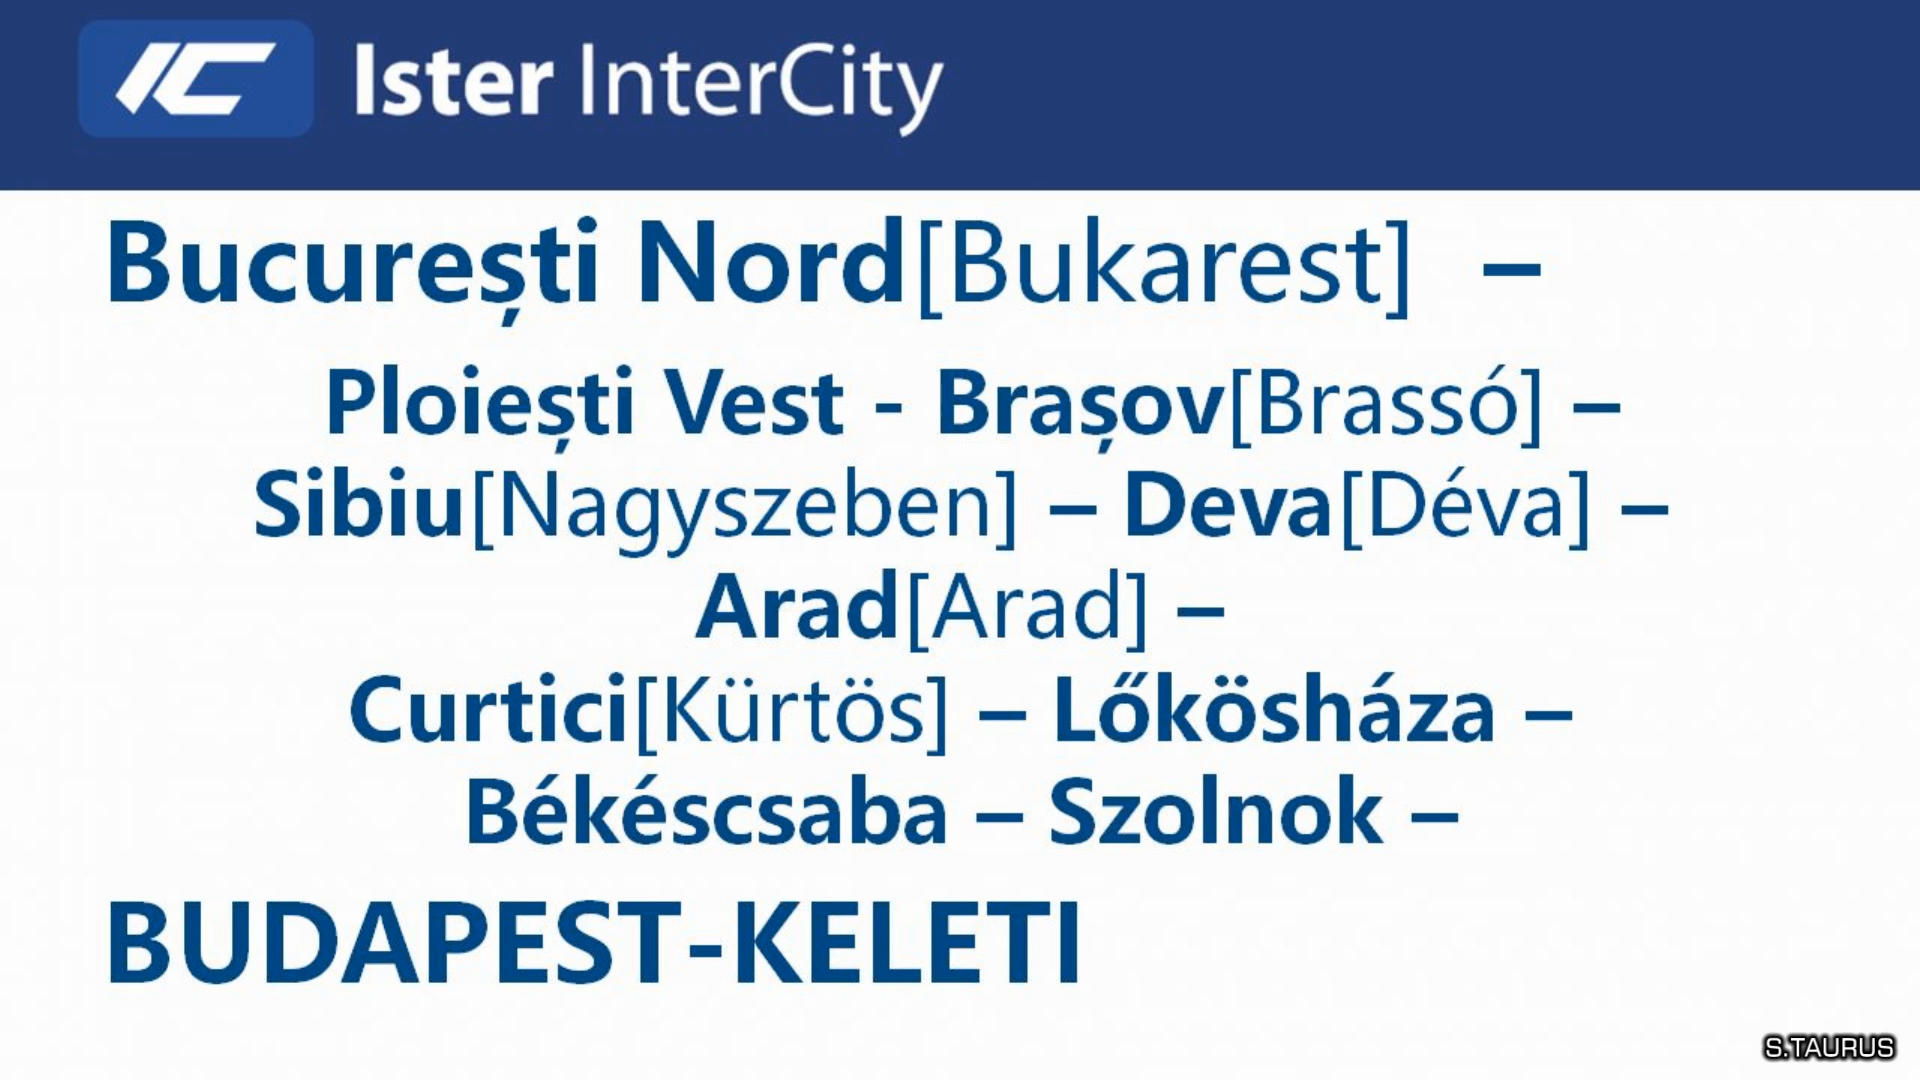 IC Ister InterCity
București Nord[Bukarest] –
Ploiești Vest - Brașov[Brassó] –
Sibiu[Nagyszeben] – Deva[Déva] –
Arad[Arad] –
Curtici[Kürtös] – Lőkösháza –
Békéscsaba – Szolnok –
BUDAPEST-KELETI
S.TAURUS